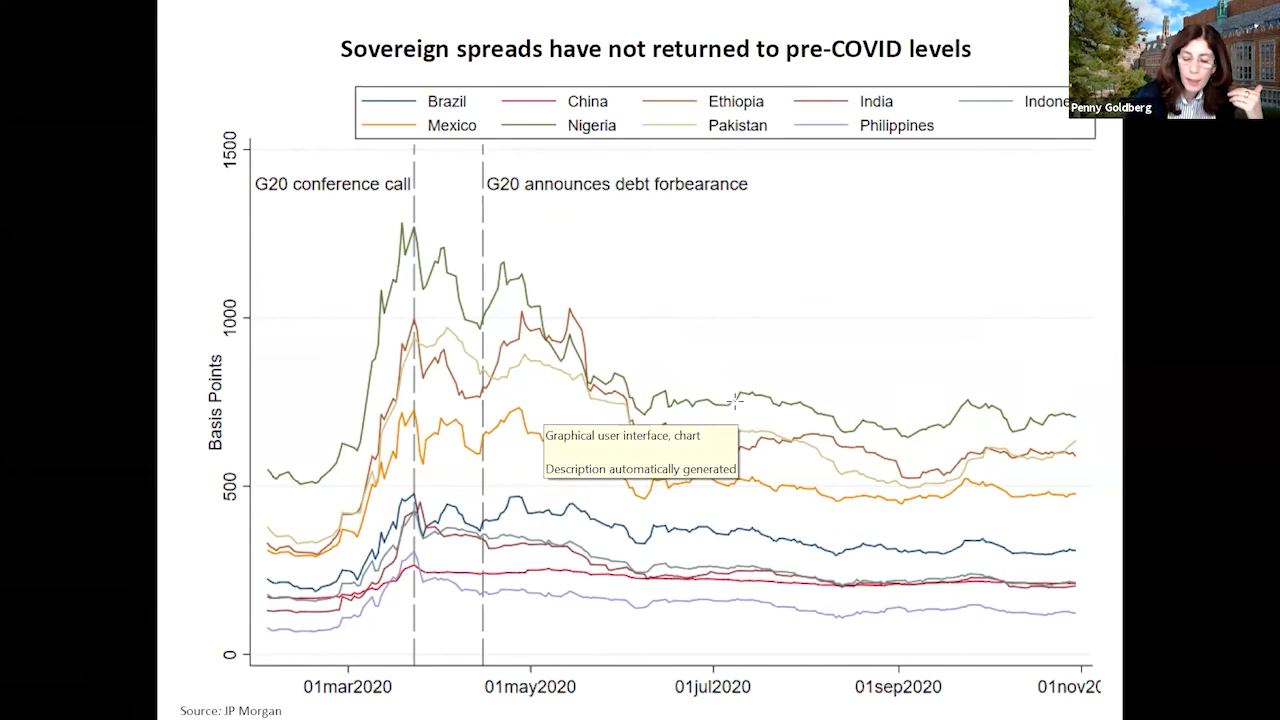 Sovereign spreads have not returned to pre-COVID levels
Penny Goldberg
Brazil China Ethiopia India Indone
Mexico Nigeria Pakistan Philippines
1500
G20 conference call G20 announces debt forbearance
1000
Basis Points
Graphical user interface, chart
Description automatically generated
500
0
01mar2020 01may2020 01jul2020 01sep2020 01nov20
Source: JP Morgan